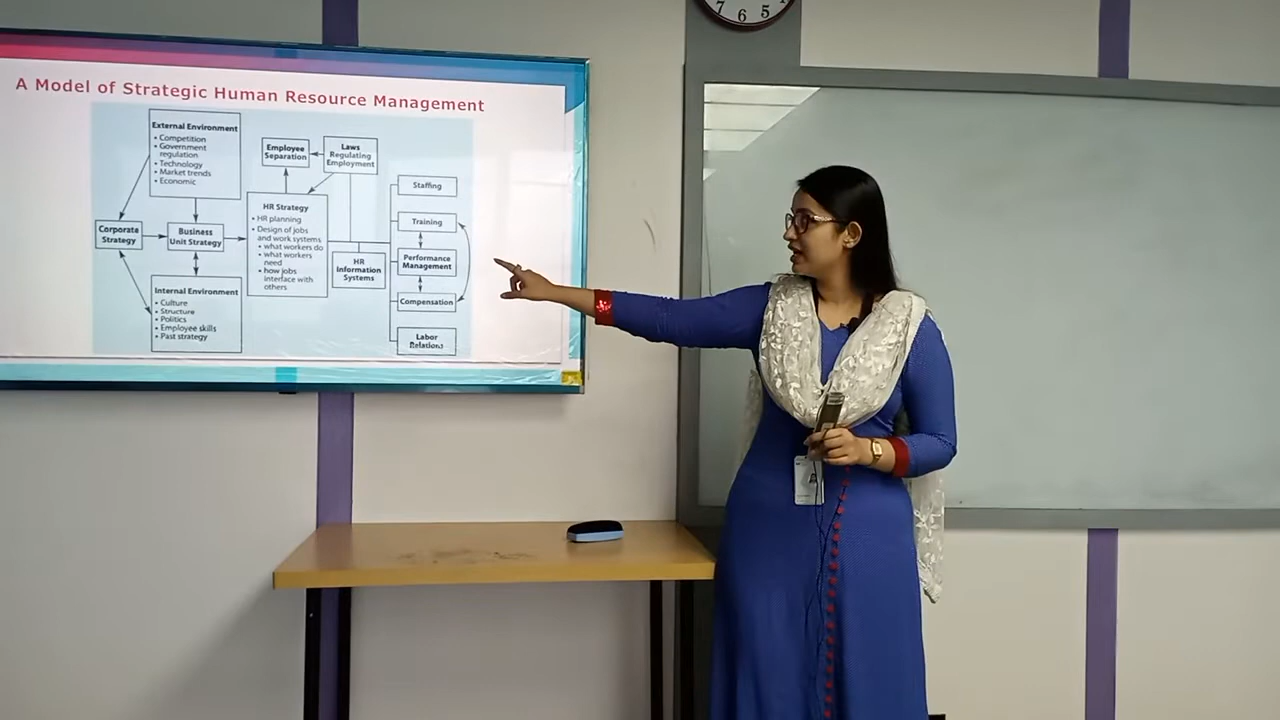 7 6 5
A Model of Strategic Human Resource Management
External Environment
• Competition
• Government
regulation
• Technology
• Market trends
• Economic
Employee
Separation
Laws
Regulating
Employment
Staffing
HR Strategy
• HR planning
• Design of jobs
and work systems
• what workers do
• what workers
need
• how jobs
interface with
others
Training
Corporate
Strategy
Business
Unit Strategy
HR
Information
Systems
Performance
Management
Internal Environment
• Culture
• Structure
• Politics
• Employee skills
• Past strategy
Compensation
Labor
Relations